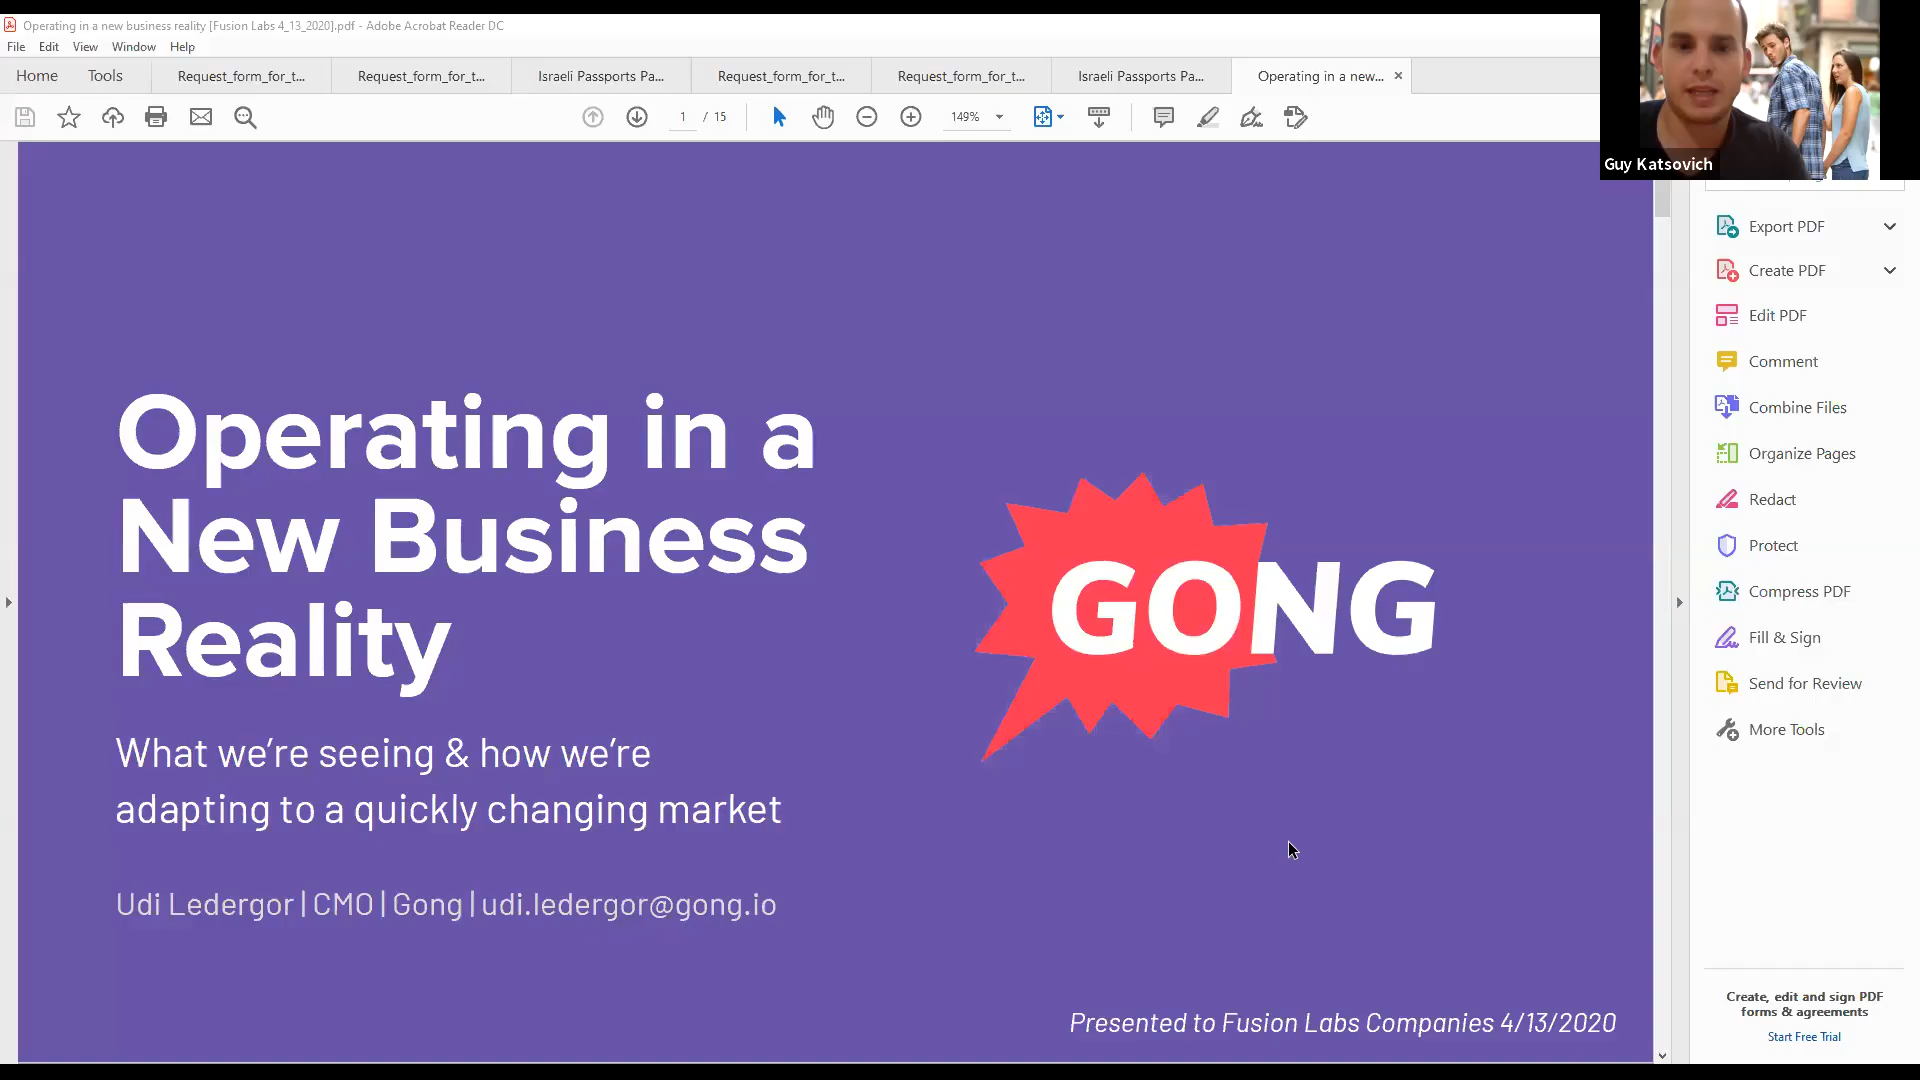 Operating in a new business reality [Fusion Labs 4_13_2020].pdf - Adobe Acrobat Reader DC
File Edit View Window Help
Home Tools Request_form_for_t... Request_form_for_t... Israeli Passports Pa... Request_form_for_t... Request_form_for_t... Israeli Passports Pa... Operating in a new...
1 / 15 149%
Guy Katsovich
Operating in a
New Business
Reality
GONG
What we're seeing & how we're
adapting to a quickly changing market
Udi Ledergor | CMO | Gong | udi.ledergor@gong.io
Presented to Fusion Labs Companies 4/13/2020
Export PDF
Create PDF
Edit PDF
Comment
Combine Files
Organize Pages
Redact
Protect
Compress PDF
Fill & Sign
Send for Review
More Tools
Create, edit and sign PDF
forms & agreements
Start Free Trial